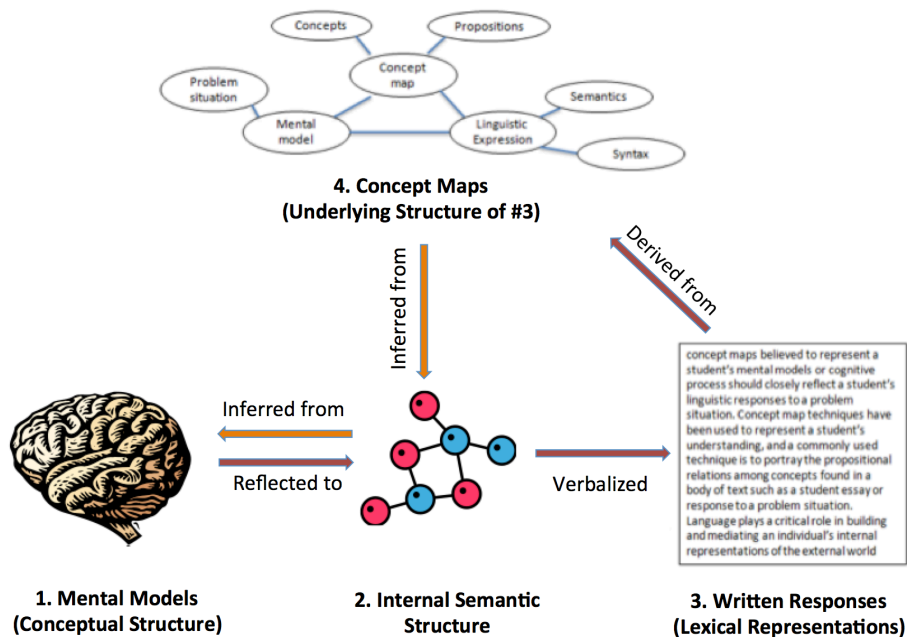 Concepts
Propositions
Concept
map
Problem
situation
Semantics
Mental
model
Linguistic
Expression
Syntax
4. Concept Maps
(Underlying Structure of #3)
Inferred from
Derived from
concept maps believed to represent a
student's mental models or cognitive
process should closely reflect a student's
linguistic responses to a problem
situation. Concept map techniques have
been used to represent a student's
understanding, and a commonly used
technique is to portray the propositional
relations among concepts found in a
body of text such as a student essay or
response to a problem situation.
Language plays a critical role in building
and mediating an individual's internal
representations of the external world
Inferred from
Reflected to
Verbalized
1. Mental Models
(Conceptual Structure)
2. Internal Semantic
Structure
3. Written Responses
(Lexical Representations)